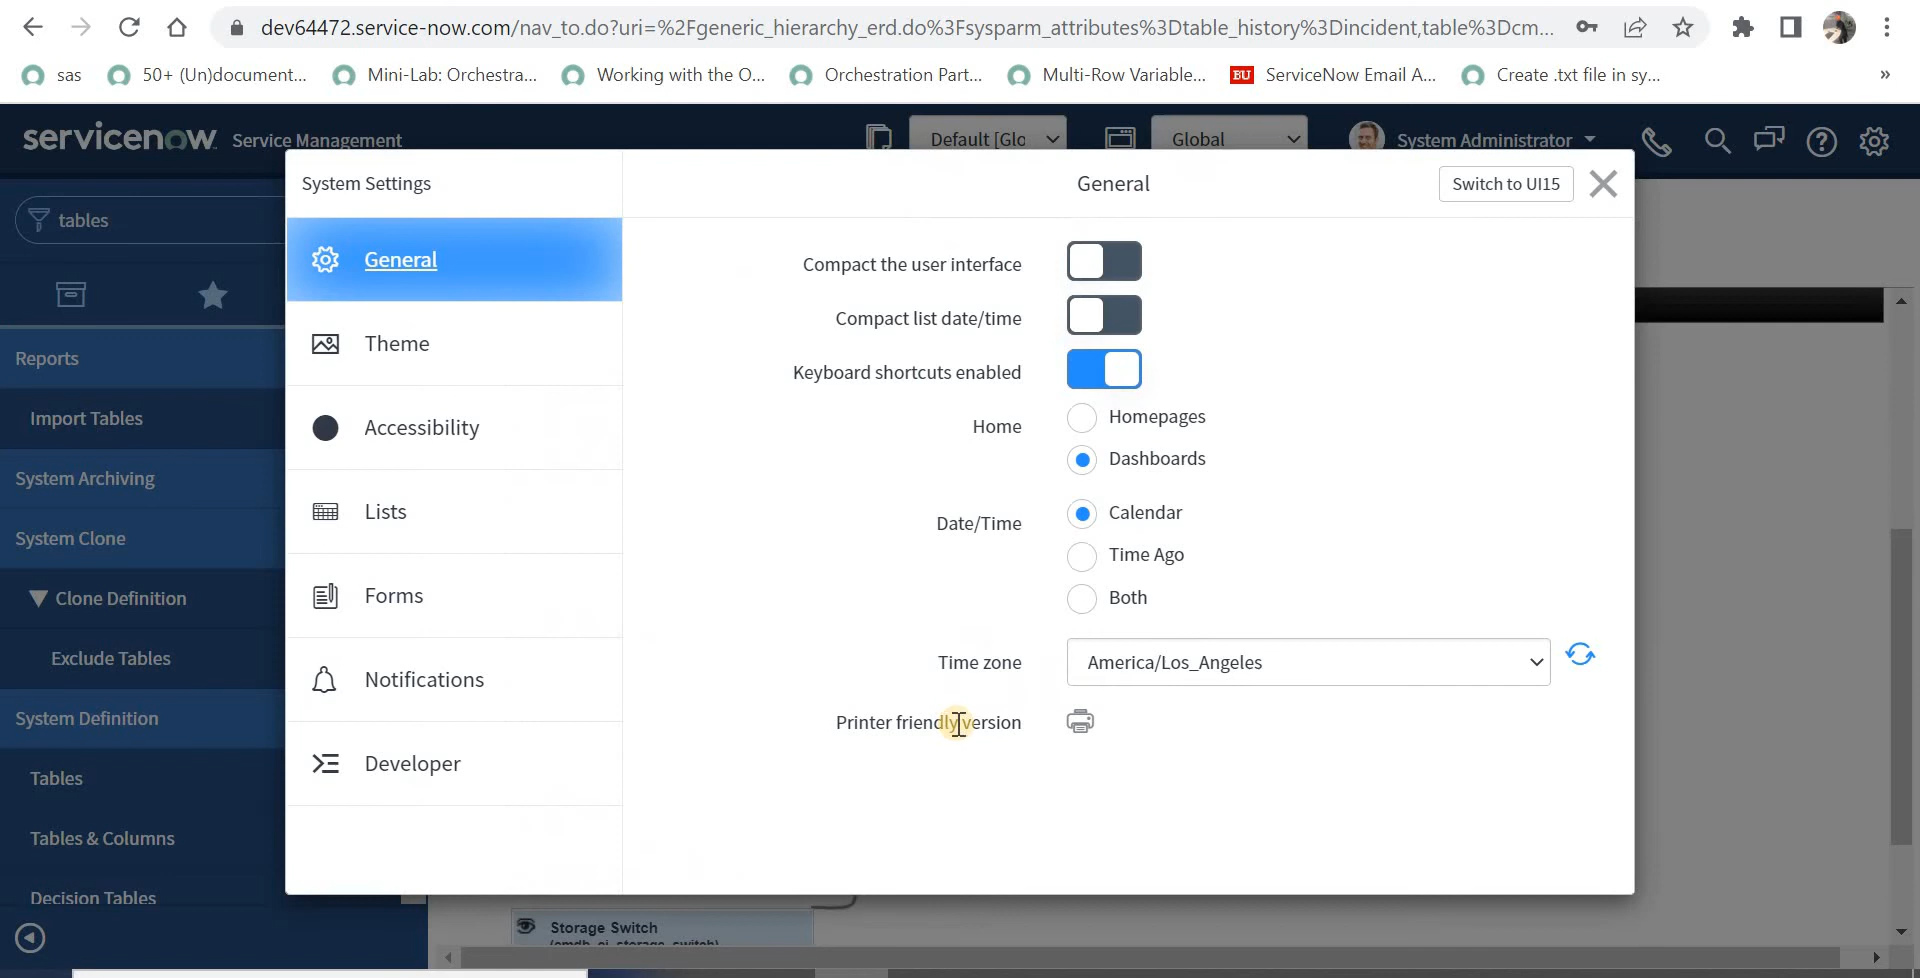 dev64472.service-now.com/nav_to.do?uri=%2Fgeneric_hierarchy_erd.do%3Fsysparm_attributes%3Dtable_history%3Dincident,table%3Dcm...
sas
50+ (Un)document...
Mini-Lab: Orchestra...
Working with the O...
Orchestration Part...
Multi-Row Variable...
BU ServiceNow Email A...
Create .txt file in sy...
»
servicenow Service Management
Default [Glo
Global
System Administrator
System Settings
General
Switch to UI15
tables
General
Theme
Accessibility
Lists
Forms
Notifications
Developer
Compact the user interface
Compact list date/time
Keyboard shortcuts enabled
Home
Homepages
Dashboards
Date/Time
Calendar
Time Ago
Both
Time zone
America/Los_Angeles
Printer friendly version
Reports
Import Tables
System Archiving
System Clone
Clone Definition
Exclude Tables
System Definition
Tables
Tables & Columns
Decision Tables
Storage Switch
(cmdb_ci_storage_switch)